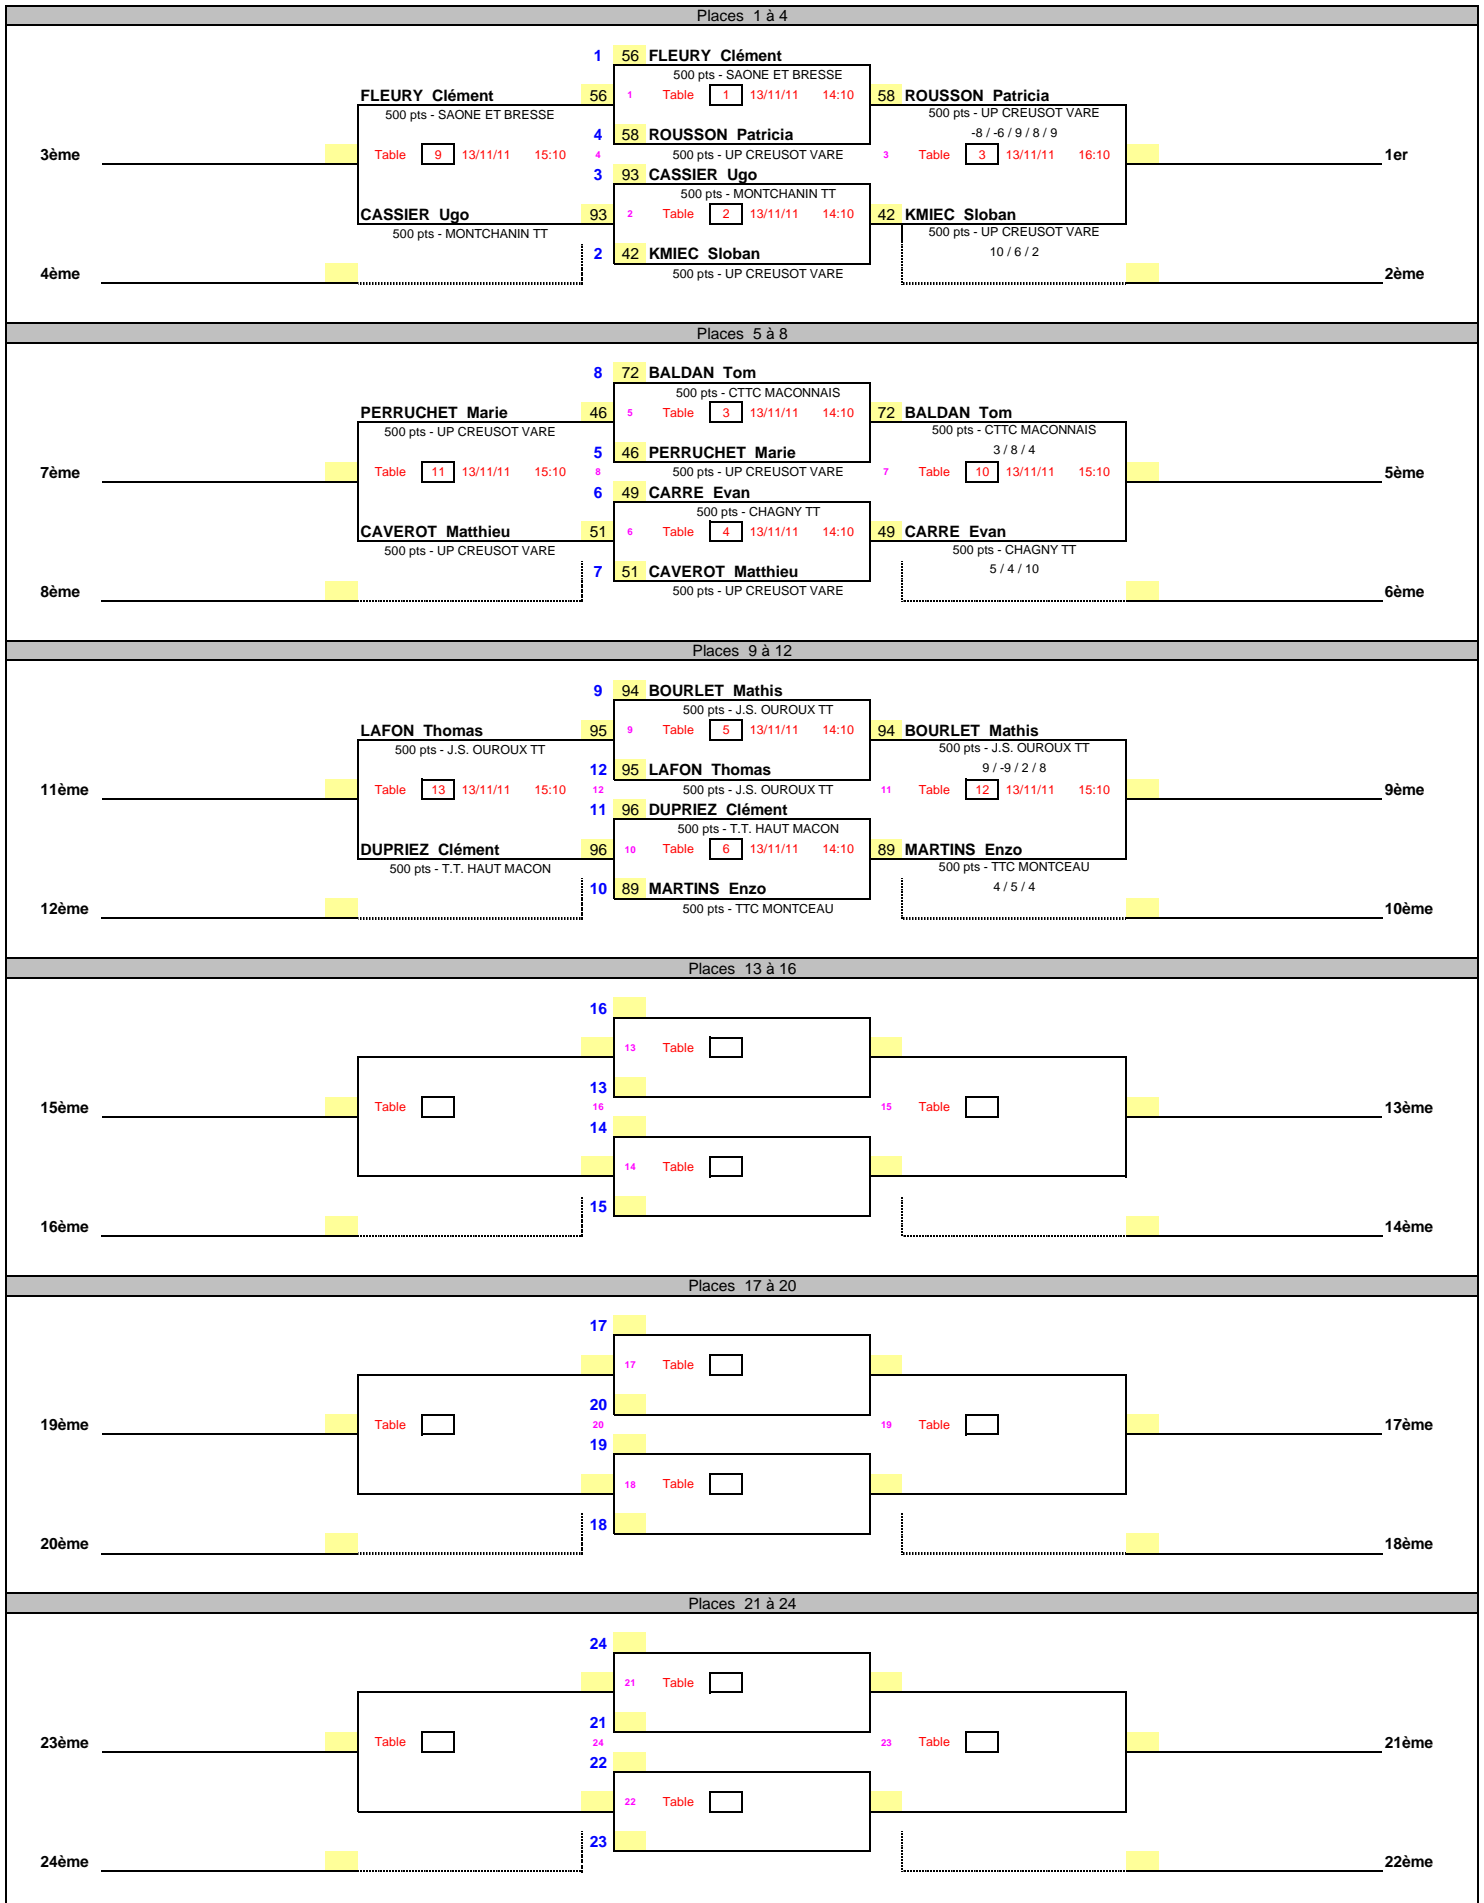 Places 1 à 4
1 56 FLEURY Clément
500 pts - SAONE ET BRESSE
FLEURY Clément 56 1 Table 1 13/11/11 14:10 58 ROUSSON Patricia
500 pts - SAONE ET BRESSE 500 pts - UP CREUSOT VARE
4 58 ROUSSON Patricia -8 / -6 / 9 / 8 / 9
3ème Table 9 13/11/11 15:10 4 500 pts - UP CREUSOT VARE 3 Table 3 13/11/11 16:10 1er
3 93 CASSIER Ugo
500 pts - MONTCHANIN TT
CASSIER Ugo 93 2 Table 2 13/11/11 14:10 42 KMIEC Sloban
500 pts - MONTCHANIN TT 500 pts - UP CREUSOT VARE
2 42 KMIEC Sloban 10 / 6 / 2
4ème 500 pts - UP CREUSOT VARE 2ème
Places 5 à 8
8 72 BALDAN Tom
500 pts - CTTC MACONNAIS
PERRUCHET Marie 46 5 Table 3 13/11/11 14:10 72 BALDAN Tom
500 pts - UP CREUSOT VARE 500 pts - CTTC MACONNAIS
5 46 PERRUCHET Marie 3 / 8 / 4
7ème Table 11 13/11/11 15:10 8 500 pts - UP CREUSOT VARE 7 Table 10 13/11/11 15:10 5ème
6 49 CARRE Evan
500 pts - CHAGNY TT
CAVEROT Matthieu 51 6 Table 4 13/11/11 14:10 49 CARRE Evan
500 pts - UP CREUSOT VARE 500 pts - CHAGNY TT
7 51 CAVEROT Matthieu 5 / 4 / 10
8ème 500 pts - UP CREUSOT VARE 6ème
Places 9 à 12
9 94 BOURLET Mathis
500 pts - J.S. OUROUX TT
LAFON Thomas 95 9 Table 5 13/11/11 14:10 94 BOURLET Mathis
500 pts - J.S. OUROUX TT 500 pts - J.S. OUROUX TT
12 95 LAFON Thomas 9 / -9 / 2 / 8
11ème Table 13 13/11/11 15:10 12 500 pts - J.S. OUROUX TT 11 Table 12 13/11/11 15:10 9ème
11 96 DUPRIEZ Clément
500 pts - T.T. HAUT MACON
DUPRIEZ Clément 96 10 Table 6 13/11/11 14:10 89 MARTINS Enzo
500 pts - T.T. HAUT MACON 500 pts - TTC MONTCEAU
10 89 MARTINS Enzo 4 / 5 / 4
12ème 500 pts - TTC MONTCEAU 10ème
Places 13 à 16
16
13 Table
13
15ème Table 16 15 Table 13ème
14
14 Table
15
16ème 14ème
Places 17 à 20
17
17 Table
20
19ème Table 20 19 Table 17ème
19
18 Table
18
20ème 18ème
Places 21 à 24
24
21 Table
21
23ème Table 24 23 Table 21ème
22
22 Table
23
24ème 22ème